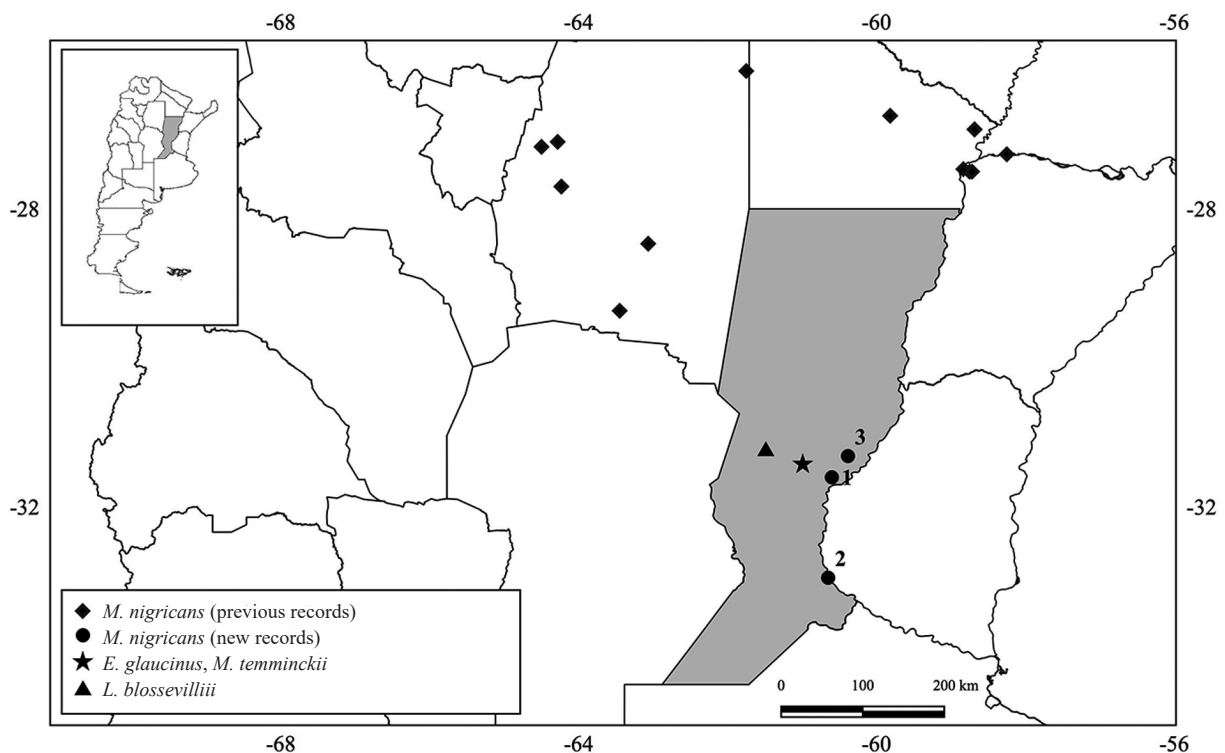 -68 -64 -60 -56
-28 -28
3
1
-32 -32
2
M. nigricans (previous records)
M. nigricans (new records)
E. glaucinus, M. temminckii
L. blossevilliii
0 100 200 km
-68 -64 -60 -56